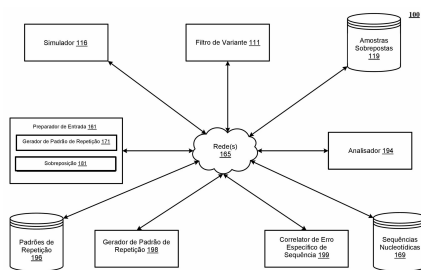 100
Simulador 116
Filtro de Variante 111
Amostras
Sobrepostas
119
Preparador de Entrada 161
Gerador de Padrão de Repetição 171
Sobreposição 181
Rede(s)
165
Analisador 194
Padrões de
Repetição
196
Gerador de Padrão de
Repetição 198
Correlator de Erro
Específico de
Sequência 199
Sequências
Nucleotídicas
169